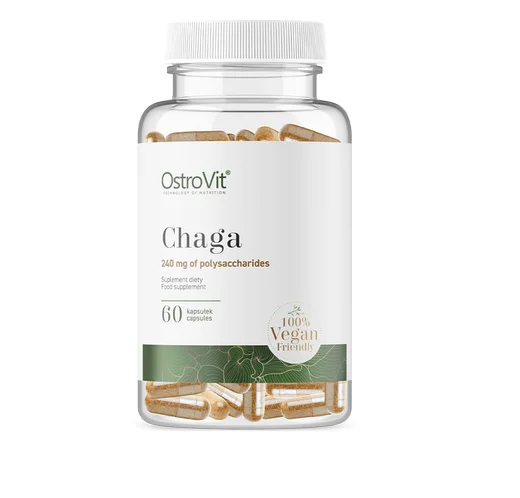 OstroVit®
TECHNOLOGY OF NUTRITION
Chaga
240 mg of polysaccharides
Suplement diety
Food supplement
60 kapsułek
capsules
100%
Vegan
Friendly